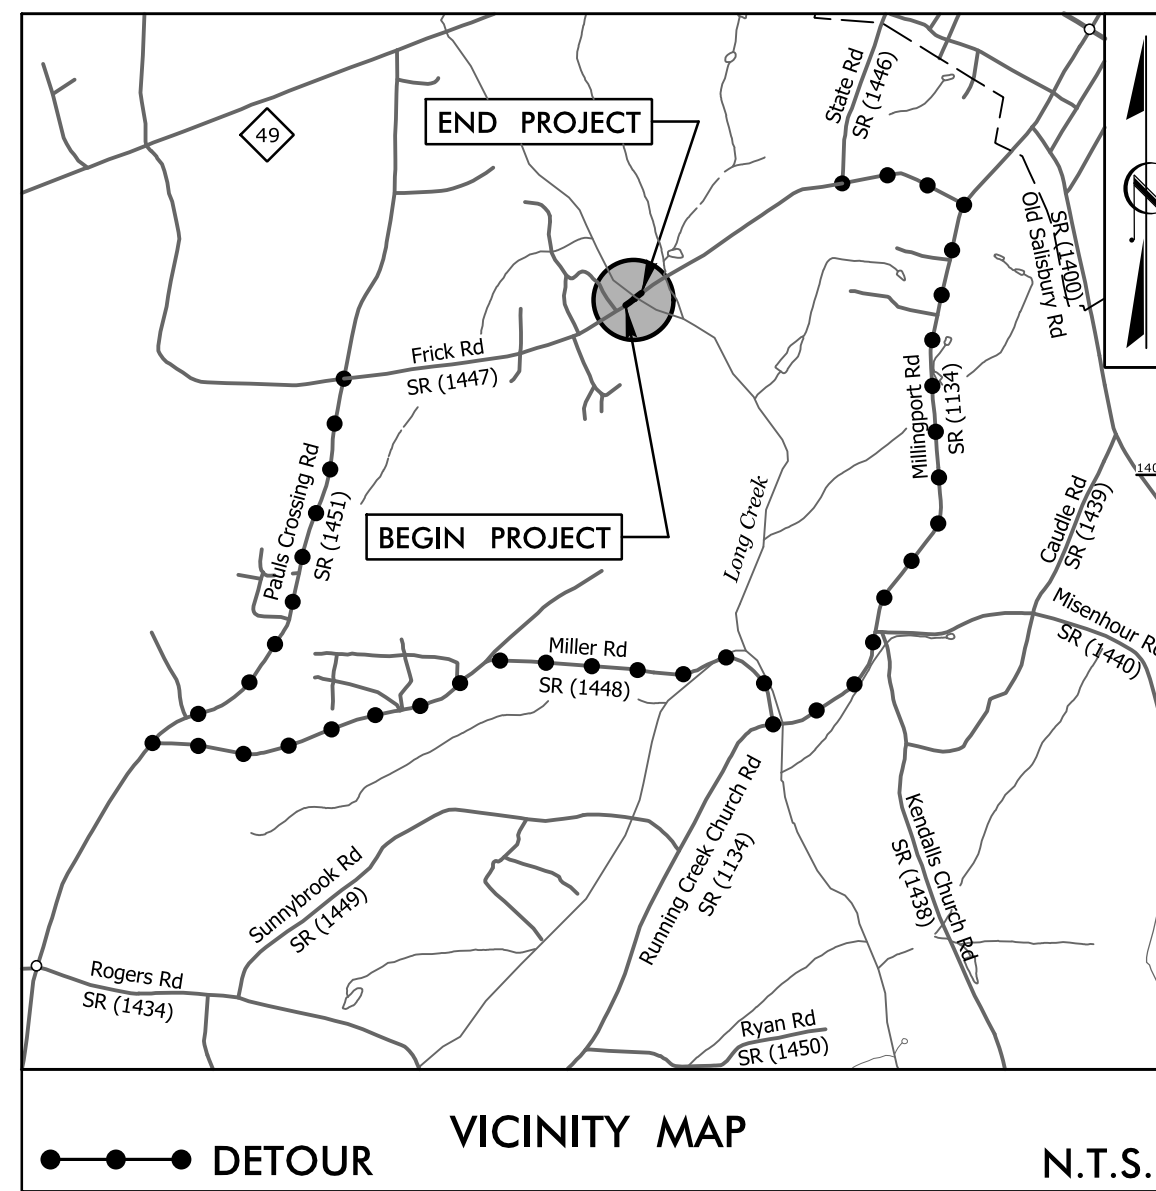 State Rd
SR (1446)
END PROJECT
49
SR (1400)
Old Salisbury Rd
Frick Rd
SR (1447)
Millingport Rd
SR (1134)
Pauls Crossing Rd
SR (1451)
BEGIN PROJECT
Long Creek
Caudle Rd
SR (1439)
Misenhour Rd
SR (1440)
Miller Rd
SR (1448)
Running Creek Church Rd
SR (1134)
Kendalls Church Rd
SR (1438)
Sunnybrook Rd
SR (1449)
Rogers Rd
SR (1434)
Ryan Rd
SR (1450)
VICINITY MAP
DETOUR
N.T.S.